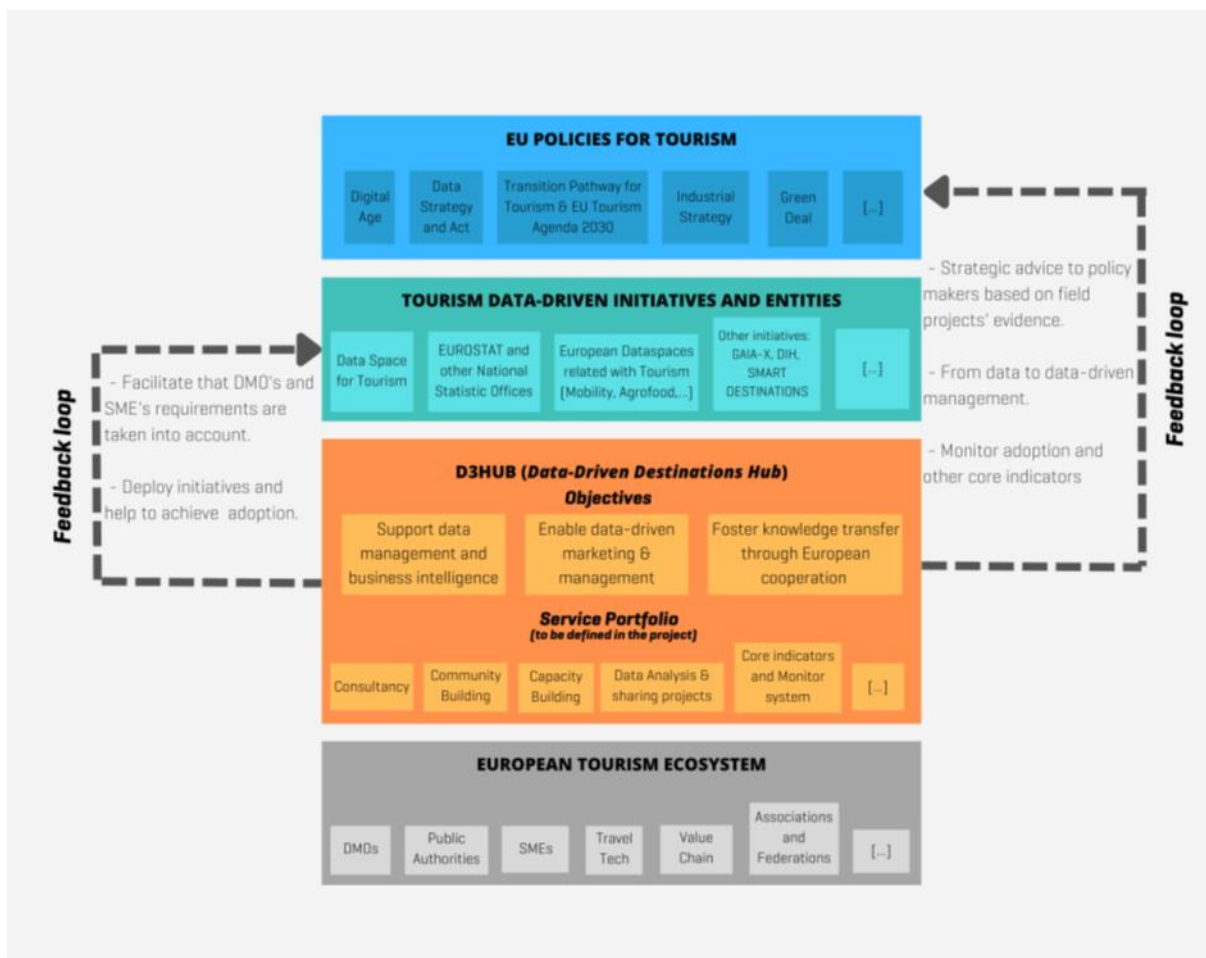 EU POLICIES FOR TOURISM
Digital
Age
Data
Strategy
and Act
Transition Pathway for
Tourism & EU Tourism
Agenda 2030
Industrial
Strategy
Green
Deal
[...]
TOURISM DATA-DRIVEN INITIATIVES AND ENTITIES
Data Space
for Tourism
EUROSTAT and
other National
Statistic Offices
European Dataspaces
related with Tourism
(Mobility, Agrofood,...)
Other initiatives:
GAIA-X, DIH,
SMART
DESTINATIONS
[...]
D3HUB (Data-Driven Destinations Hub)
Objectives
Support data
management and
business intelligence
Enable data-driven
marketing &
management
Foster knowledge transfer
through European
cooperation
Service Portfolio
(to be defined in the project)
Consultancy
Community
Building
Capacity
Building
Data Analysis &
sharing projects
Core indicators
and Monitor
system
[...]
EUROPEAN TOURISM ECOSYSTEM
DMOs
Public
Authorities
SMEs
Travel
Tech
Value
Chain
Associations
and
Federations
[...]
Feedback loop
- Facilitate that DMO's and
SME's requirements are
taken into account.
- Deploy initiatives and
help to achieve adoption.
- Strategic advice to policy
makers based on field
projects' evidence.
- From data to data-driven
management.
- Monitor adoption and
other core indicators
Feedback loop